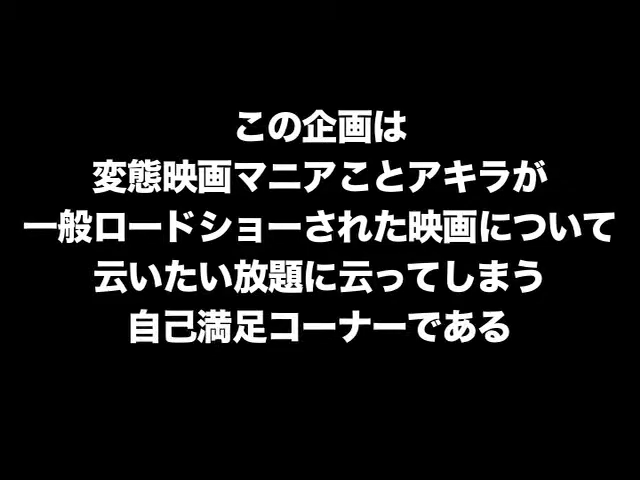 この企画は
変態映画マニアことアキラが
一般ロードショーされた映画について
云いたい放題に云ってしまう
自己満足コーナーである